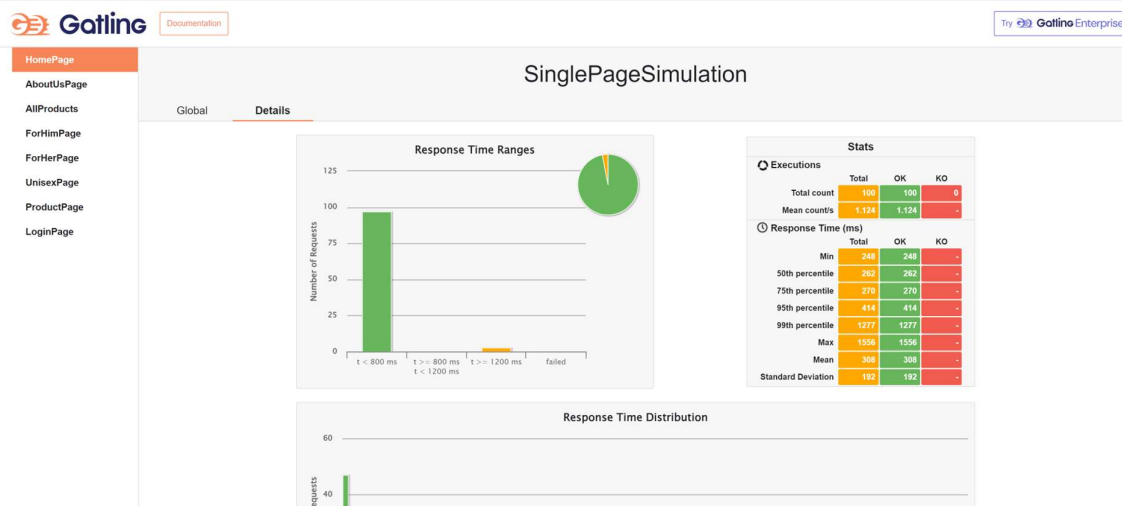 Gatling
Documentation
Try Gatling Enterprise
HomePage
AboutUsPage
AllProducts
ForHimPage
ForHerPage
UnisexPage
ProductPage
LoginPage
SinglePageSimulation
Global Details
Response Time Ranges
125
100
75
50
25
0
Number of Requests
t < 800 ms t >= 800 ms t >= 1200 ms failed
t < 1200 ms
Stats
Executions
Total OK KO
Total count 100 100 0
Mean count/s 1.124 1.124 -
Response Time (ms)
Total OK KO
Min 248 248 -
50th percentile 262 262 -
75th percentile 270 270 -
95th percentile 414 414 -
99th percentile 1277 1277 -
Max 1556 1556 -
Mean 308 308 -
Standard Deviation 192 192 -
Response Time Distribution
60
40